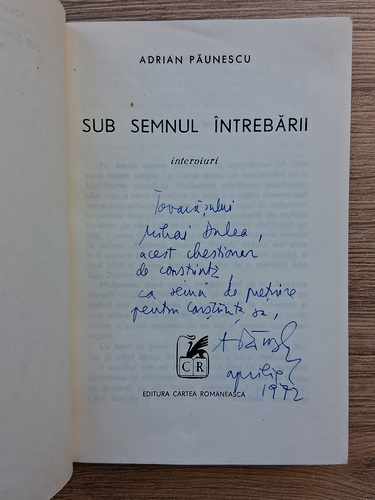 ADRIAN PĂUNESCU
SUB SEMNUL ÎNTREBĂRII
interviuri
Tovarășului
Mihai Dulea,
acest chestionar
de conștiință,
ca semn de prețuire
pentru conștiința sa,
aprilie
1972
C R
EDITURA CARTEA ROMÂNEASCĂ